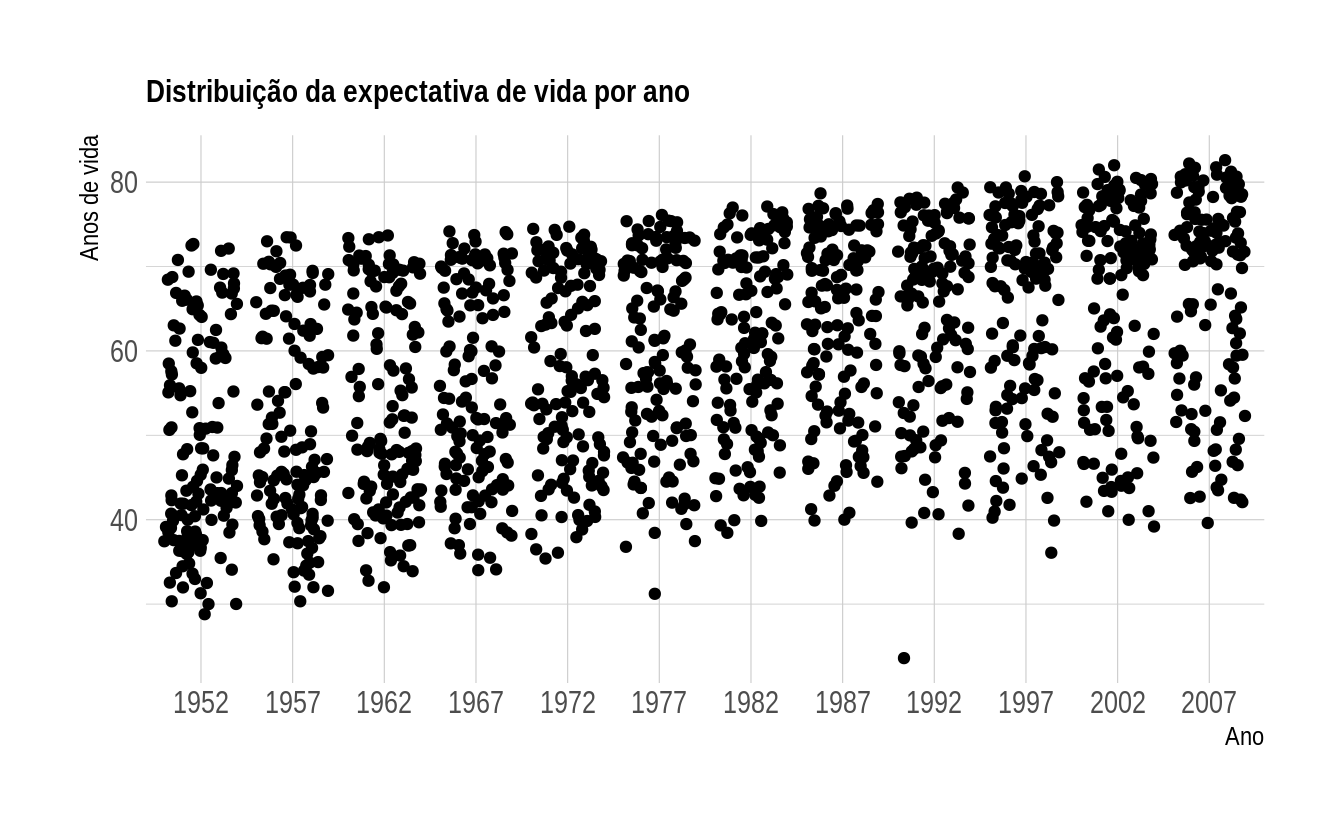 Distribuição da expectativa de vida por ano
Anos de vida
80
60
40
1952 1957 1962 1967 1972 1977 1982 1987 1992 1997 2002 2007
Ano